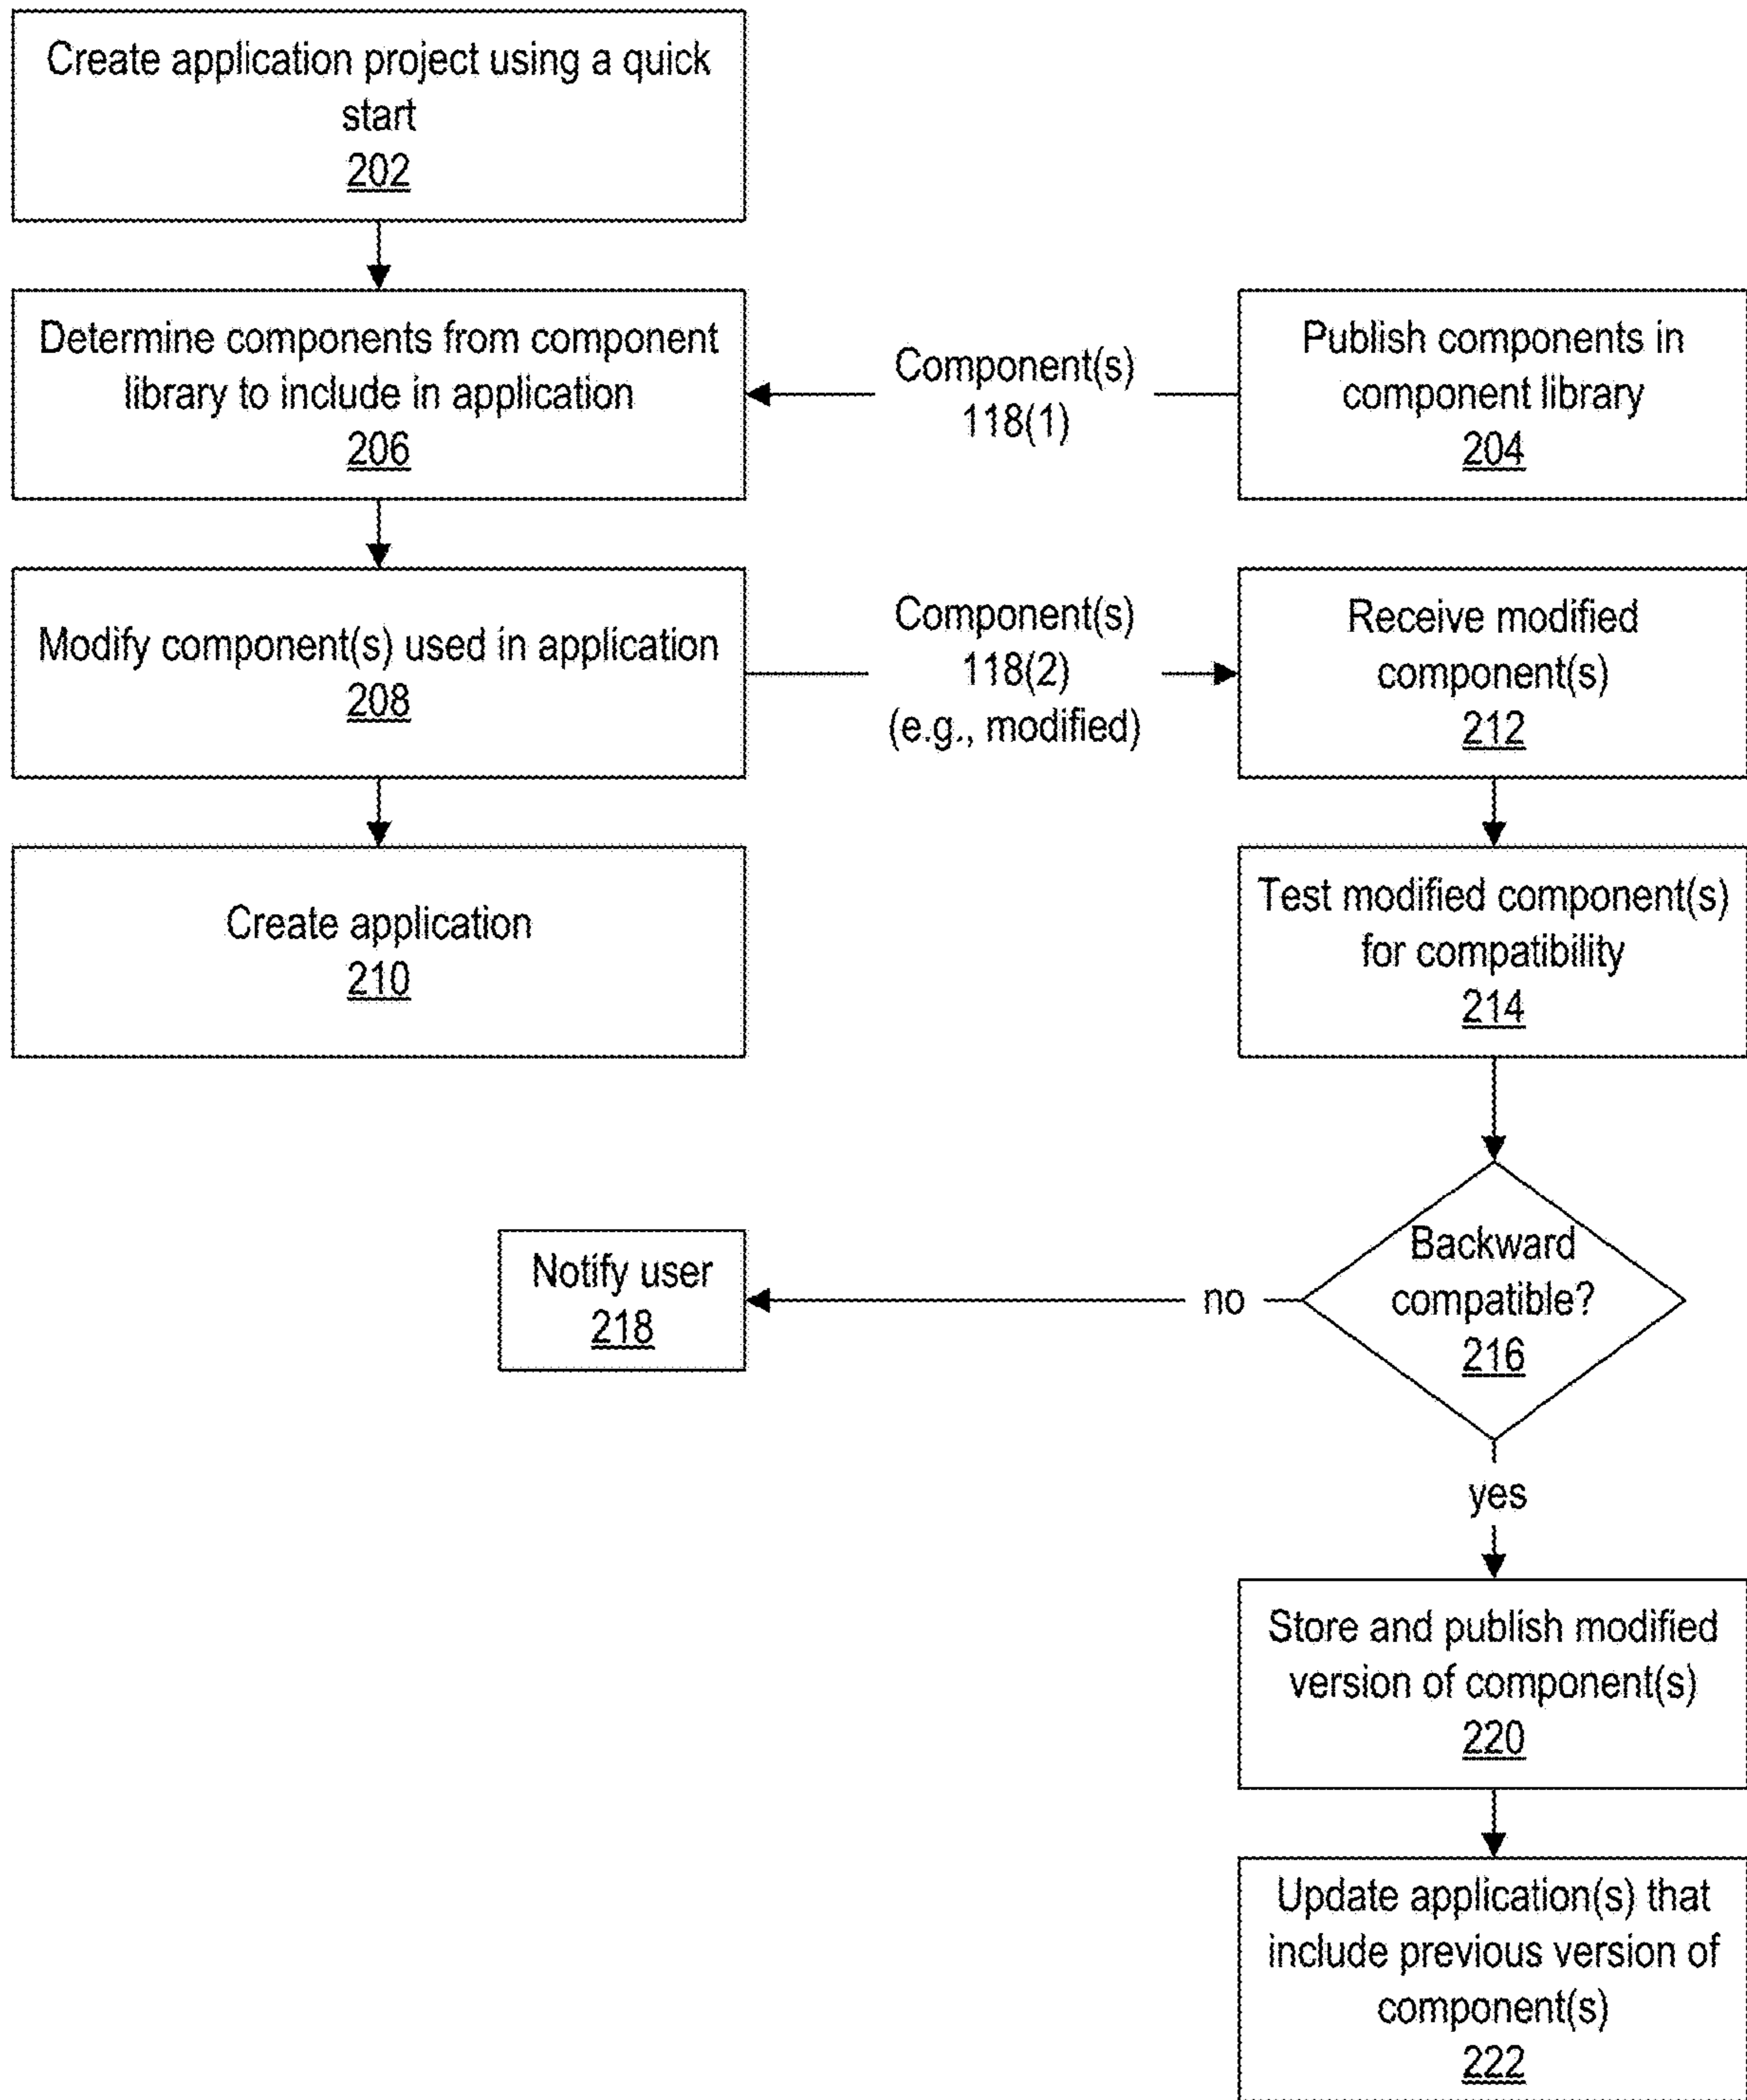 Create application project using a quick
start
202
Determine components from component
library to include in application
206
Component(s)
118(1)
Publish components in
component library
204
Modify component(s) used in application
208
Component(s)
118(2)
(e.g., modified)
Receive modified
component(s)
212
Create application
210
Test modified component(s)
for compatibility
214
Backward
compatible?
216
no
Notify user
218
yes
Store and publish modified
version of component(s)
220
Update application(s) that
include previous version of
component(s)
222